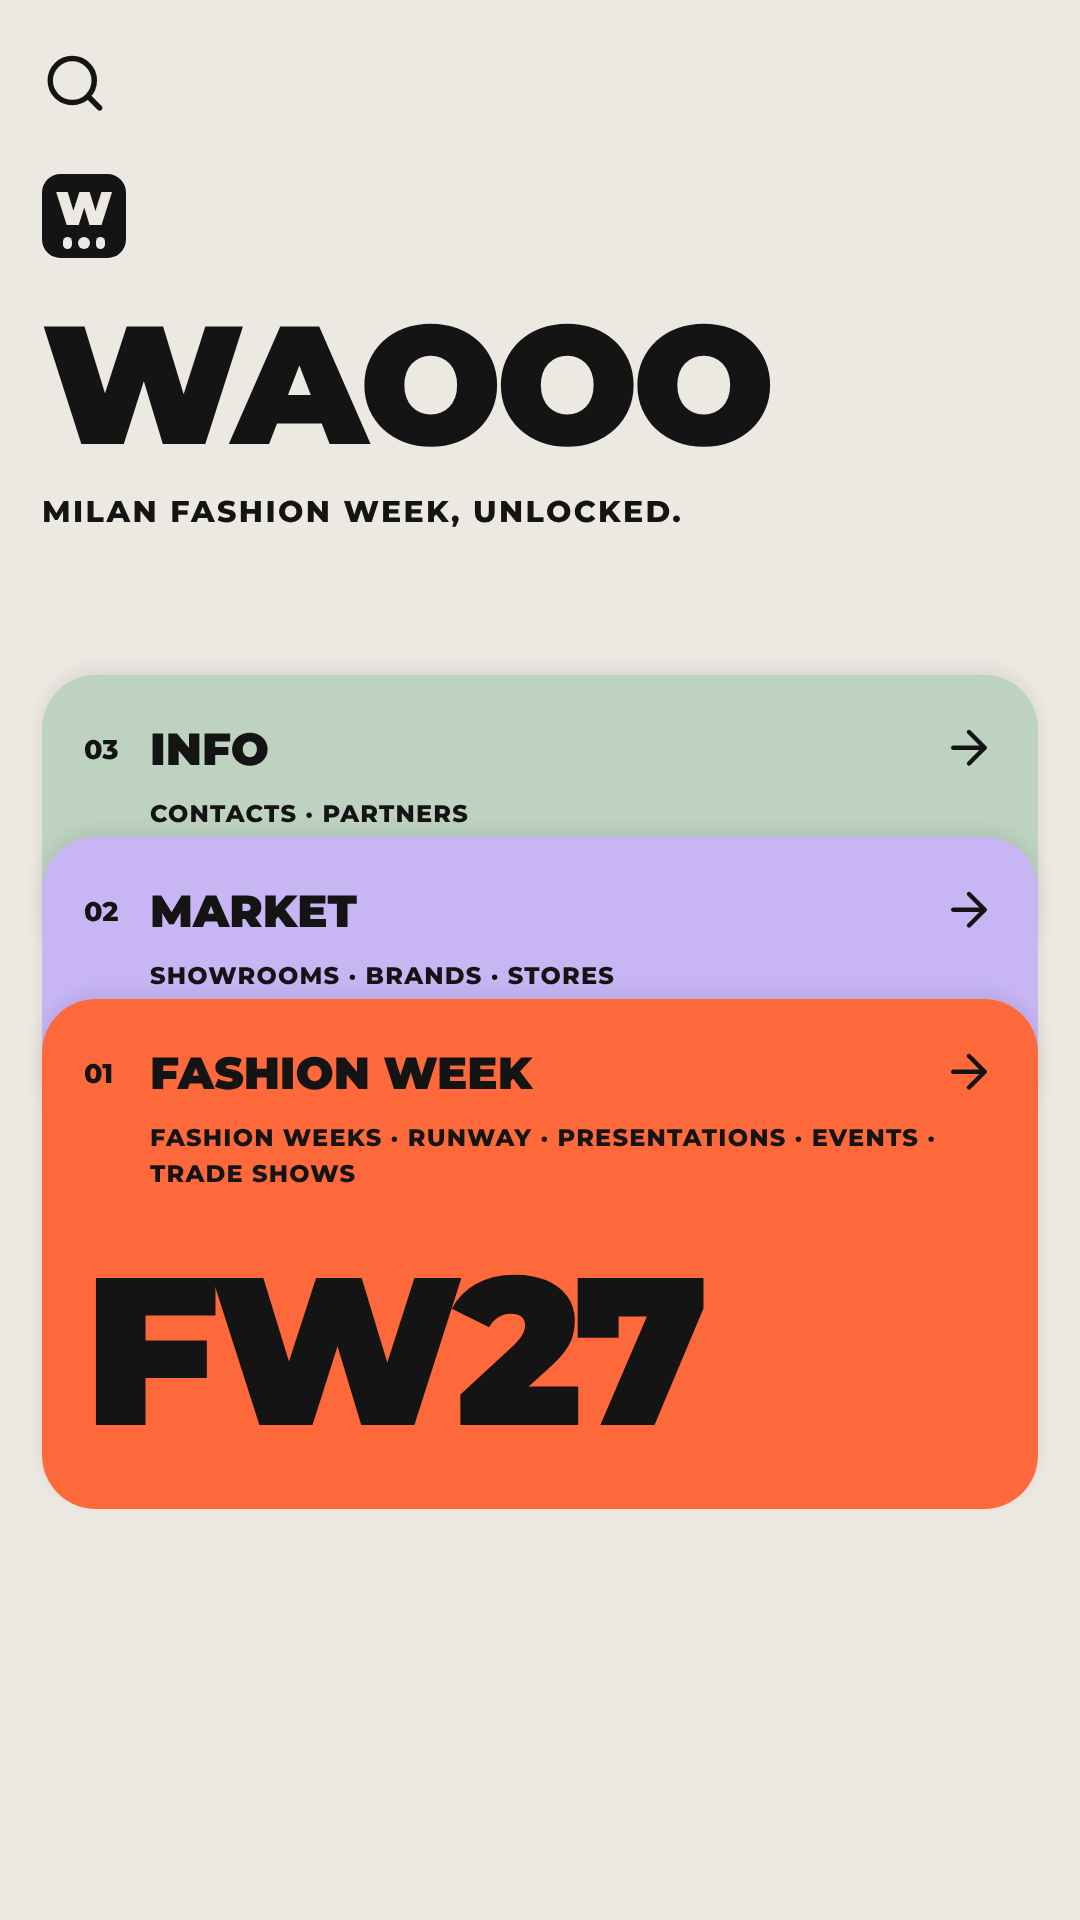 W
WAOOO
MILAN FASHION WEEK, UNLOCKED.
03 INFO
CONTACTS · PARTNERS
02 MARKET
SHOWROOMS · BRANDS · STORES
01 FASHION WEEK
FASHION WEEKS · RUNWAY · PRESENTATIONS · EVENTS ·
TRADE SHOWS
FW27